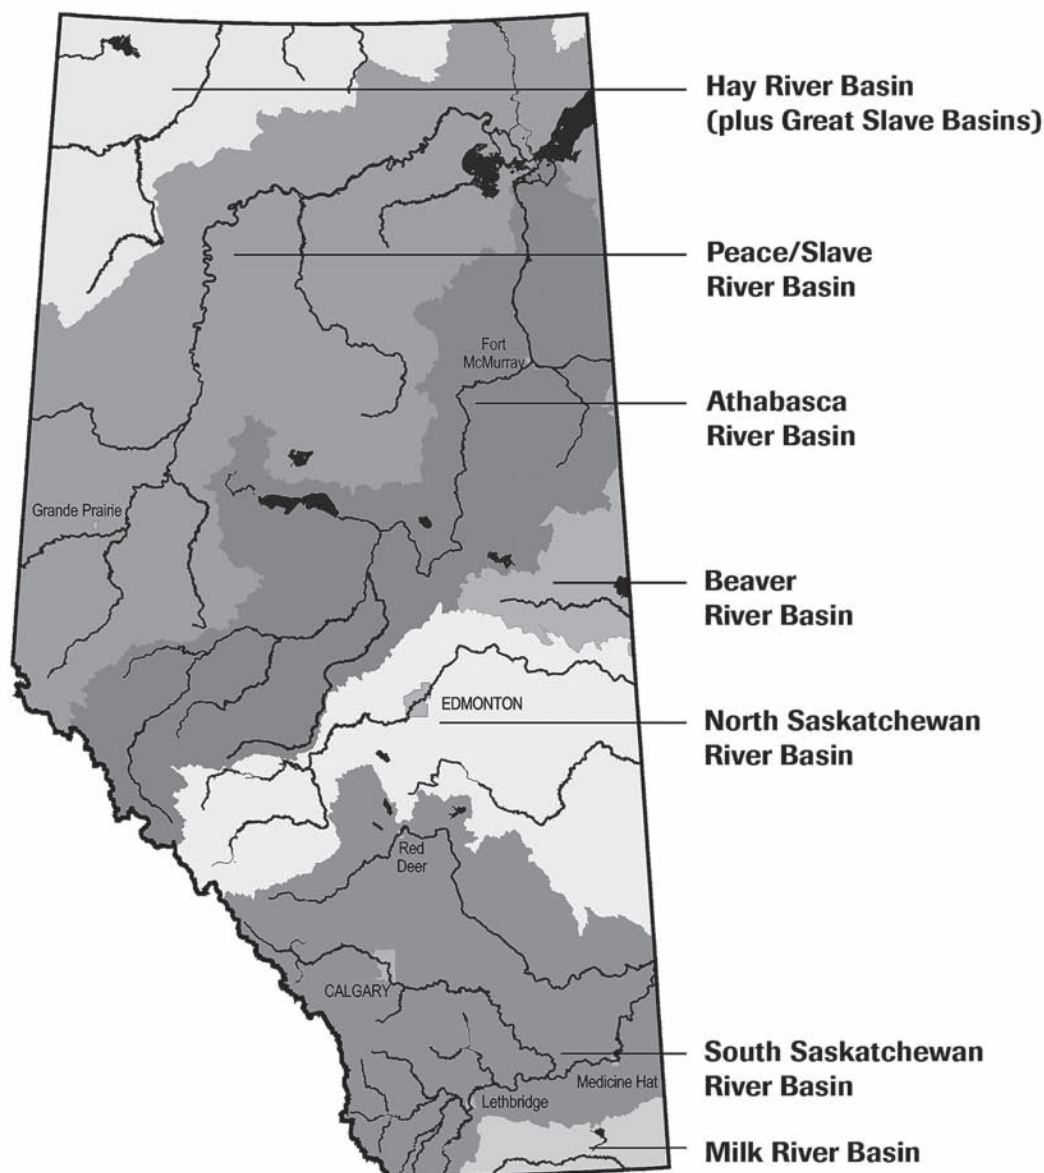 Hay River Basin
(plus Great Slave Basins)
Peace/Slave
River Basin
Fort
McMurray
Athabasca
River Basin
Grande Prairie
Beaver
River Basin
EDMONTON
North Saskatchewan
River Basin
Red
Deer
CALGARY
South Saskatchewan
River Basin
Medicine Hat
Lethbridge
Milk River Basin